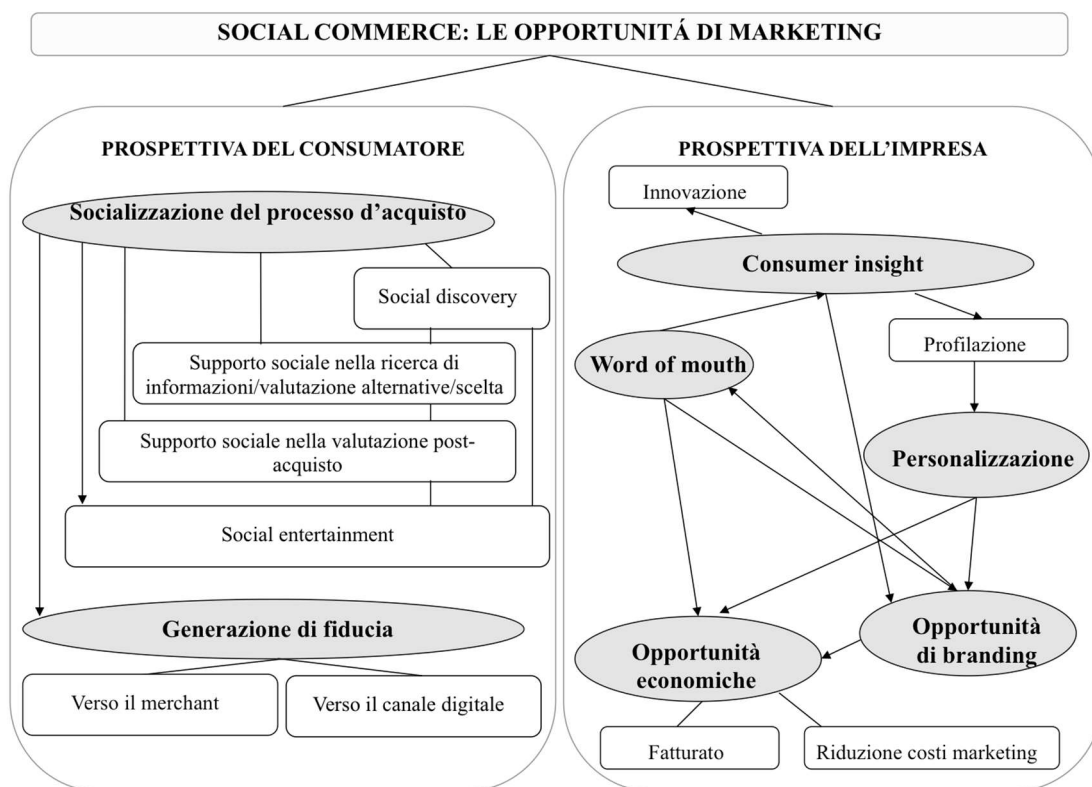 SOCIAL COMMERCE: LE OPPORTUNITÁ DI MARKETING
PROSPETTIVA DEL CONSUMATORE
Socializzazione del processo d’acquisto
Social discovery
Supporto sociale nella ricerca di
informazioni/valutazione alternative/scelta
Supporto sociale nella valutazione post-
acquisto
Social entertainment
Generazione di fiducia
Verso il merchant
Verso il canale digitale
PROSPETTIVA DELL’IMPRESA
Innovazione
Consumer insight
Word of mouth
Profilazione
Personalizzazione
Opportunità
di branding
Opportunità
economiche
Fatturato
Riduzione costi marketing